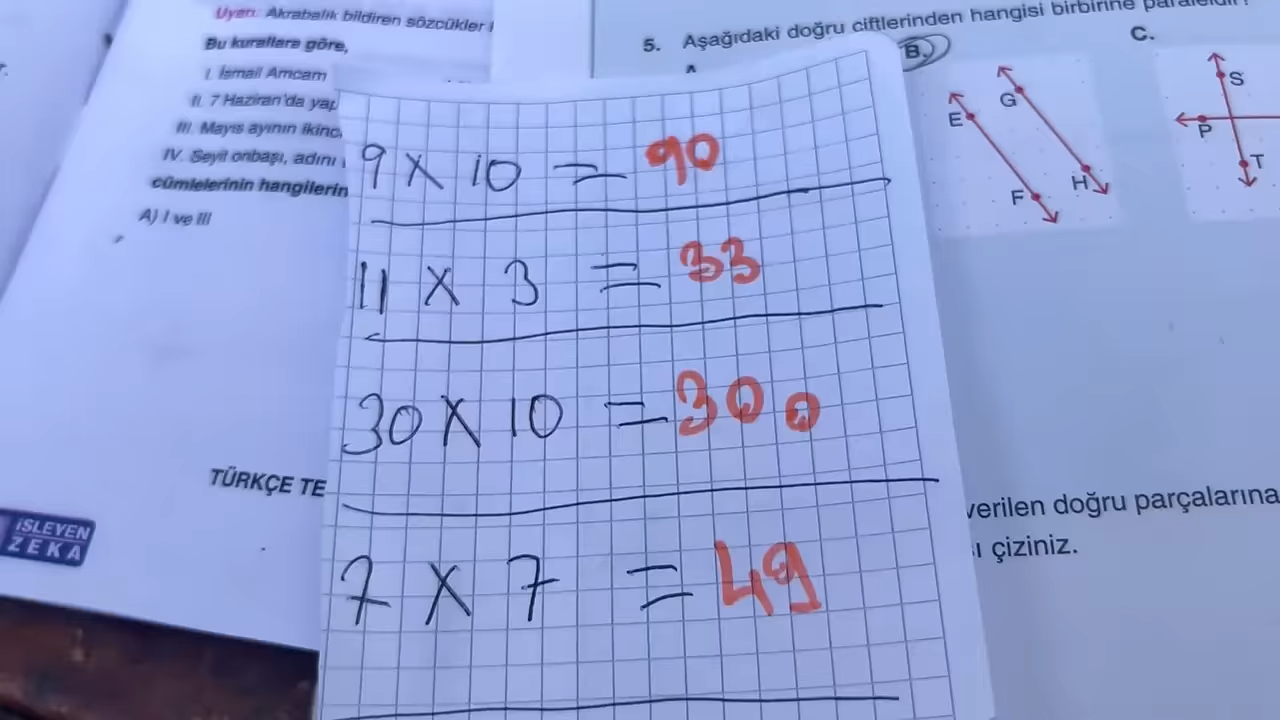 Uyarı: Akrabalık bildiren sözcükler
Bu kurallara göre,
I. İsmail Amcam
II. 7 Haziran'da yap
III. Mayıs ayının ikinc
IV. Seyit onbaşı, adını
cümlelerinin hangilerin
A) I ve III
TÜRKÇE TE
İŞLEYEN
ZEKA
9 X 10 = 90
11 X 3 = 33
30 X 10 = 300
7 X 7 = 49
5. Aşağıdaki doğru çiftlerinden hangisi birbirine paraleldir?
A
B.
C.
E
F
G
H
S
P
T
verilen doğru parçalarına
çiziniz.